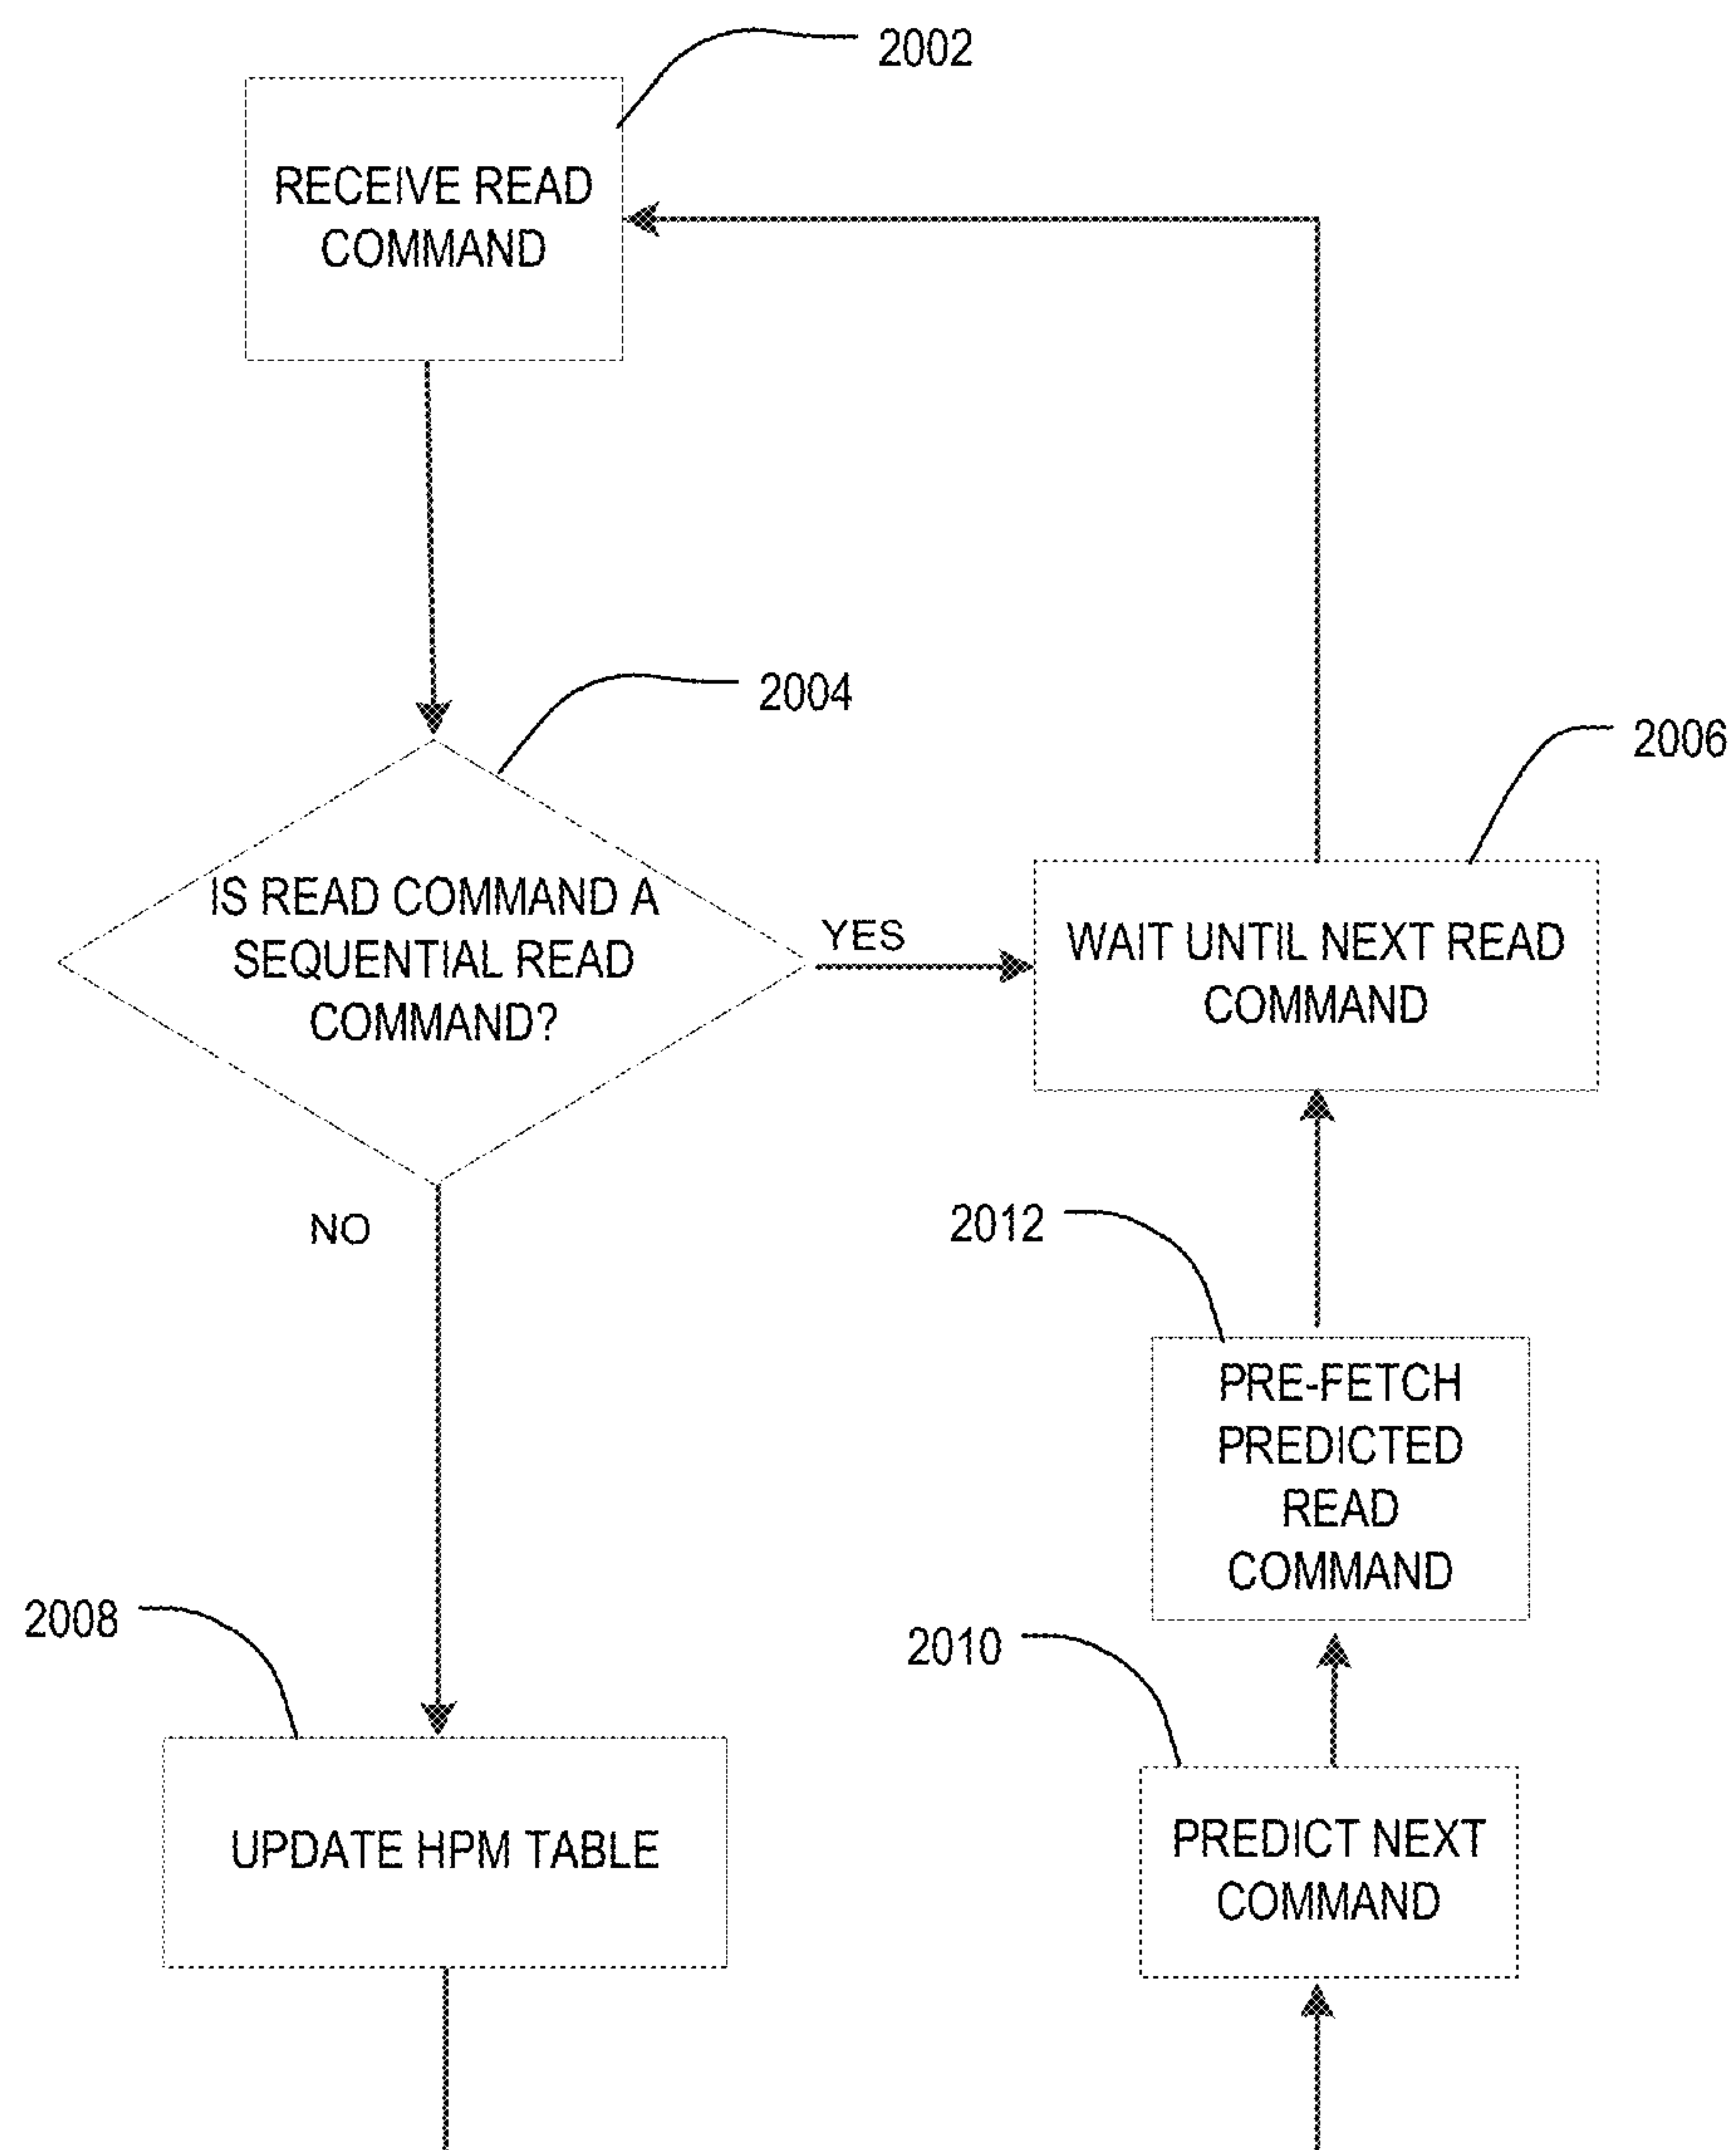 2002
RECEIVE READ
COMMAND
2004
2006
IS READ COMMAND A
SEQUENTIAL READ
COMMAND?
YES
WAIT UNTIL NEXT READ
COMMAND
NO
2012
PRE-FETCH
PREDICTED
READ
COMMAND
2008
2010
UPDATE HPM TABLE
PREDICT NEXT
COMMAND